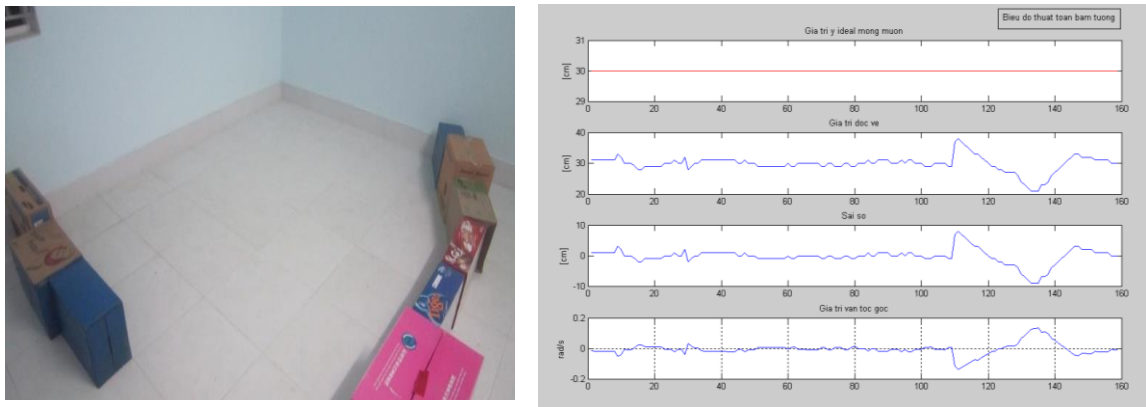 Bieu do thuat toan bam tuong
Gia tri y ideal mong muon
31
30
29
[cm]
0 20 40 60 80 100 120 140 160
Gia tri doc ve
40
30
20
[cm]
0 20 40 60 80 100 120 140 160
Sai so
10
0
-10
[cm]
0 20 40 60 80 100 120 140 160
Gia tri van toc goc
0.2
0
-0.2
rad/s
0 20 40 60 80 100 120 140 160